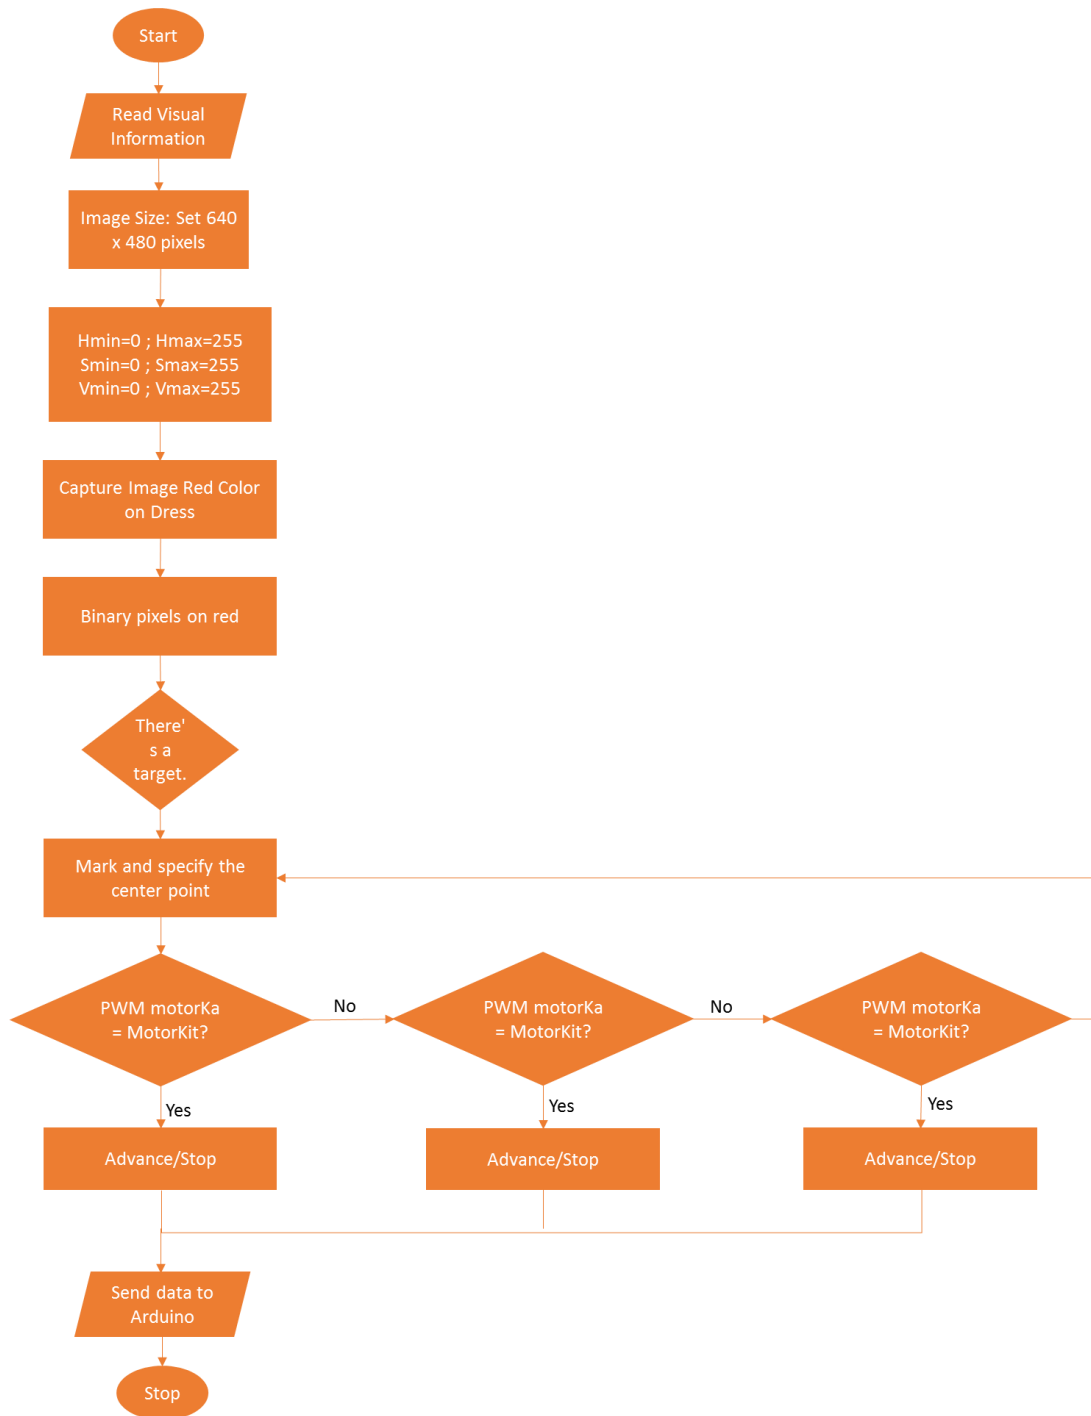 Start
Read Visual
Information
Image Size: Set 640
x 480 pixels
Hmin=0 ; Hmax=255
Smin=0 ; Smax=255
Vmin=0 ; Vmax=255
Capture Image Red Color
on Dress
Binary pixels on red
There'
s a
target.
Mark and specify the
center point
PWM motorKa
= MotorKit?
No
PWM motorKa
= MotorKit?
No
PWM motorKa
= MotorKit?
Yes
Yes
Yes
Advance/Stop
Advance/Stop
Advance/Stop
Send data to
Arduino
Stop